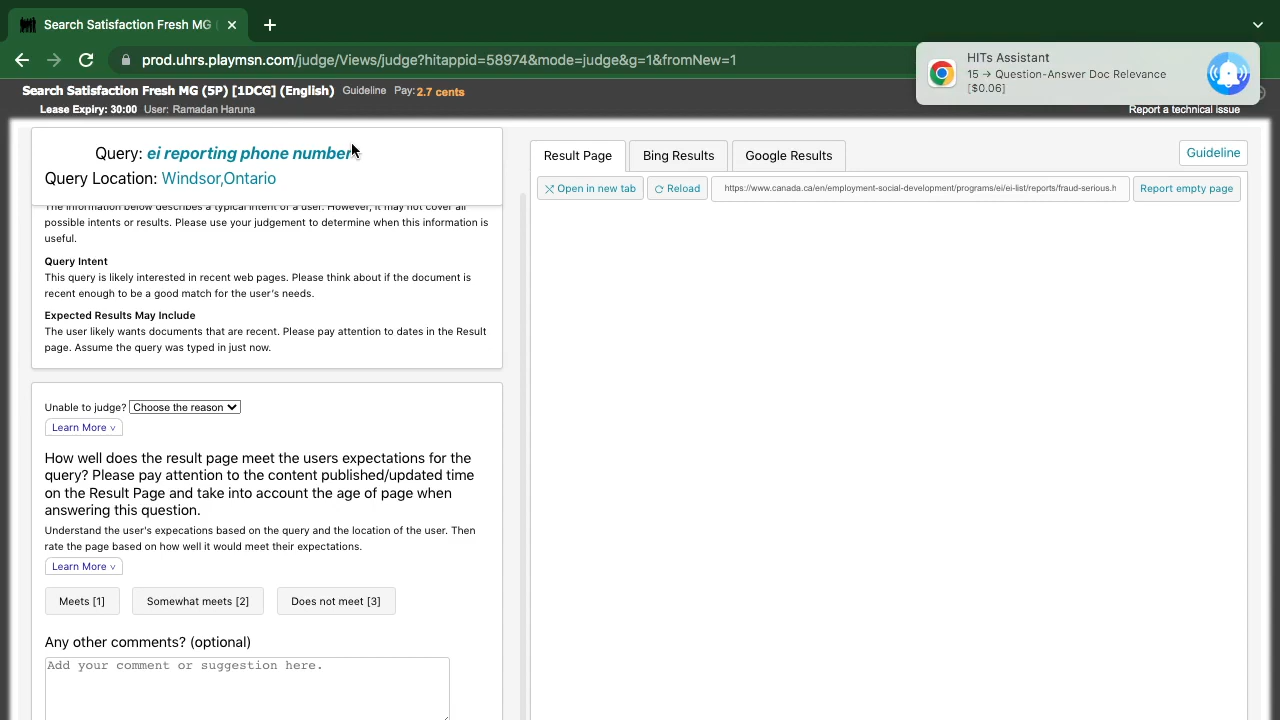 Search Satisfaction Fresh MG (
prod.uhrs.playmsn.com/judge/Views/judge?hitappid=58974&mode=judge&g=1&fromNew=1
HITs Assistant
15 → Question-Answer Doc Relevance
[$0.06]
Search Satisfaction Fresh MG (5P) [1DCG] (English) Guideline Pay: 2.7 cents
Lease Expiry: 30:00 User: Ramadan Haruna
Report a technical issue
Query: ei reporting phone number
Query Location: Windsor,Ontario
The information below describes a typical intent of a user. However, it may not cover all
possible intents or results. Please use your judgement to determine when this information is
useful.
Query Intent
This query is likely interested in recent web pages. Please think about if the document is
recent enough to be a good match for the user's needs.
Expected Results May Include
The user likely wants documents that are recent. Please pay attention to dates in the Result
page. Assume the query was typed in just now.
Unable to judge? Choose the reason
Learn More v
How well does the result page meet the users expectations for the
query? Please pay attention to the content published/updated time
on the Result Page and take into account the age of page when
answering this question.
Understand the user's expecations based on the query and the location of the user. Then
rate the page based on how well it would meet their expectations.
Learn More v
Meets [1] Somewhat meets [2] Does not meet [3]
Any other comments? (optional)
Add your comment or suggestion here.
Result Page Bing Results Google Results Guideline
Open in new tab Reload https://www.canada.ca/en/employment-social-development/programs/ei/ei-list/reports/fraud-serious.h Report empty page